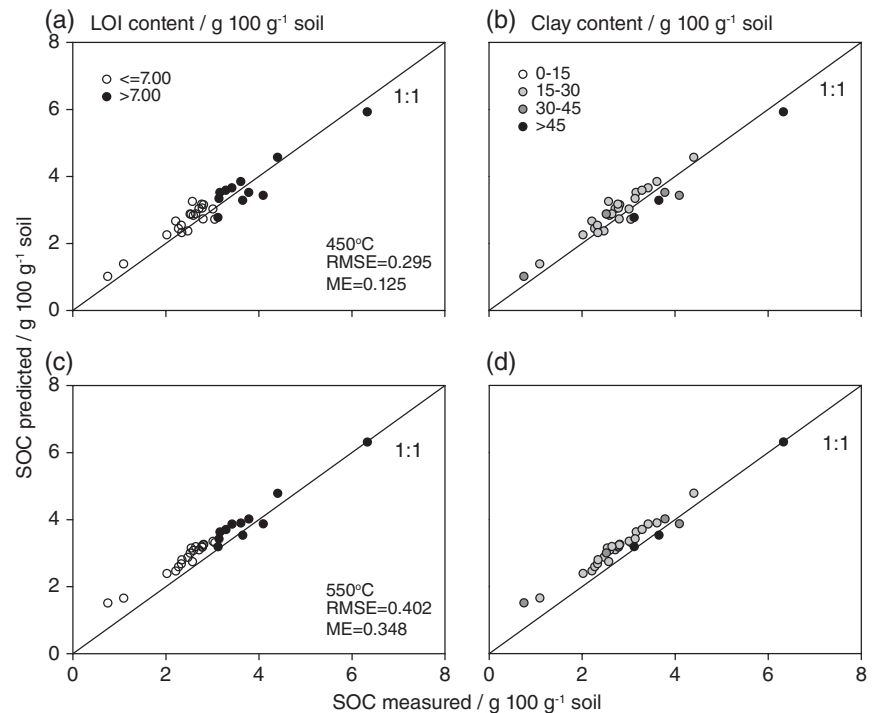 (a) LOI content / g 100 g⁻¹ soil
(b) Clay content / g 100 g⁻¹ soil
8
6
4
2
0
<=7.00
>7.00
1:1
450°C
RMSE=0.295
ME=0.125
0-15
15-30
30-45
>45
1:1
SOC predicted / g 100 g⁻¹ soil
(c)
(d)
8
6
4
2
0
1:1
550°C
RMSE=0.402
ME=0.348
1:1
0 2 4 6 8 0 2 4 6 8
SOC measured / g 100 g⁻¹ soil